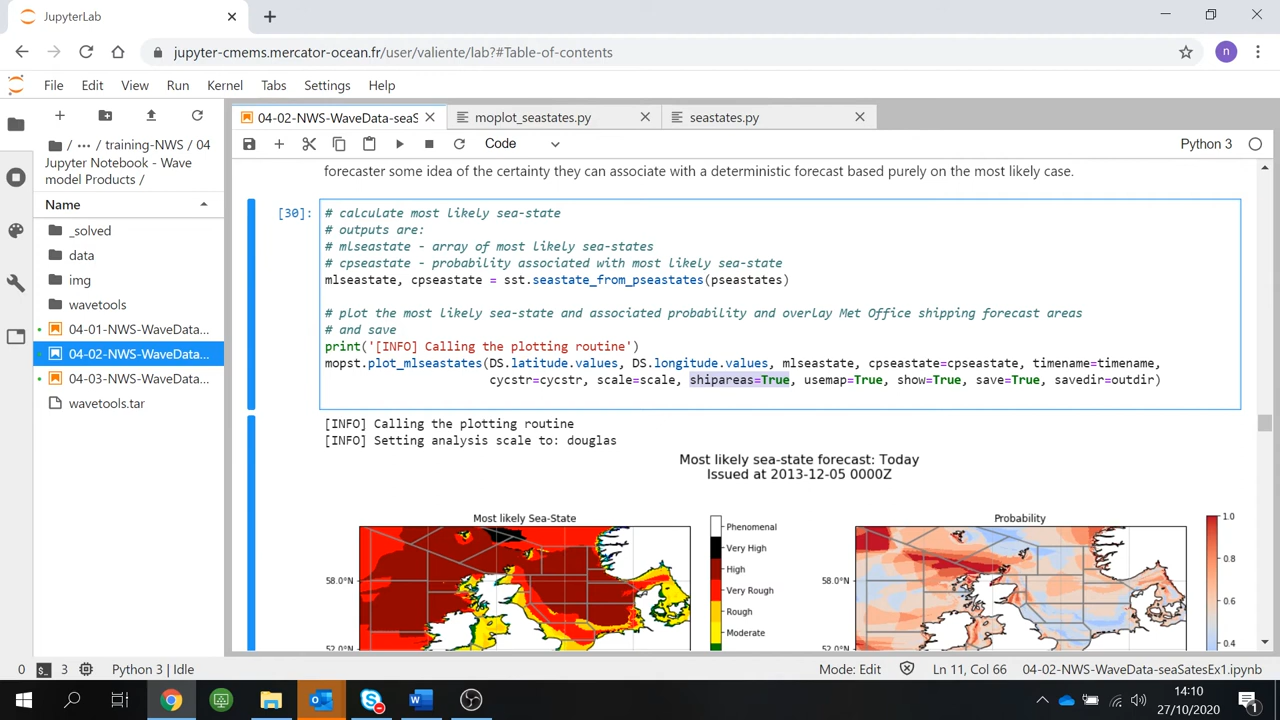 JupyterLab
jupyter-cmems.mercator-ocean.fr/user/valiente/lab?#Table-of-contents
n
File Edit View Run Kernel Tabs Settings Help
04-02-NWS-WaveData-seaS
moplot_seastates.py
seastates.py
Code
Python 3
/ ··· / training-NWS / 04
Jupyter Notebook - Wave
model Products /
Name
_solved
data
img
wavetools
04-01-NWS-WaveData...
04-02-NWS-WaveData...
04-03-NWS-WaveData...
wavetools.tar
forecaster some idea of the certainty they can associate with a deterministic forecast based purely on the most likely case.
[30]:
# calculate most likely sea-state
# outputs are:
# mlseastate - array of most likely sea-states
# cpseastate - probability associated with most likely sea-state
mlseastate, cpseastate = sst.seastate_from_pseastates(pseastates)
# plot the most likely sea-state and associated probability and overlay Met Office shipping forecast areas
# and save
print('[INFO] Calling the plotting routine')
mopst.plot_mlseastates(DS.latitude.values, DS.longitude.values, mlseastate, cpseastate=cpseastate, timename=timename,
cycstr=cycstr, scale=scale, shipareas=True, usemap=True, show=True, save=True, savedir=outdir)
[INFO] Calling the plotting routine
[INFO] Setting analysis scale to: douglas
Most likely sea-state forecast: Today
Issued at 2013-12-05 0000Z
Most likely Sea-State
Probability
Phenomenal
Very High
High
Very Rough
Rough
Moderate
58.0°N
52.0°N
58.0°N
52.0°N
1.0
0.8
0.6
0.4
0
3
Python 3 | Idle
Mode: Edit
Ln 11, Col 66
04-02-NWS-WaveData-seaSatesEx1.ipynb
14:10
27/10/2020
1